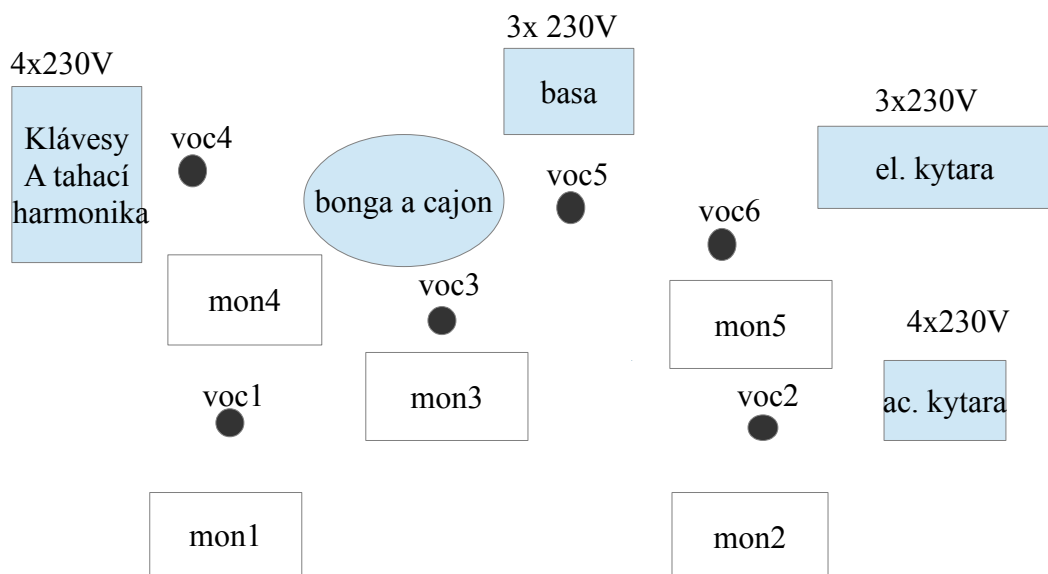 3x 230V
4x230V
basa
3x230V
Klávesy
A tahací
harmonika
voc4
bonga a cajon
voc5
el. kytara
voc6
mon4
voc3
mon5
4x230V
voc1
mon3
voc2
ac. kytara
mon1
mon2